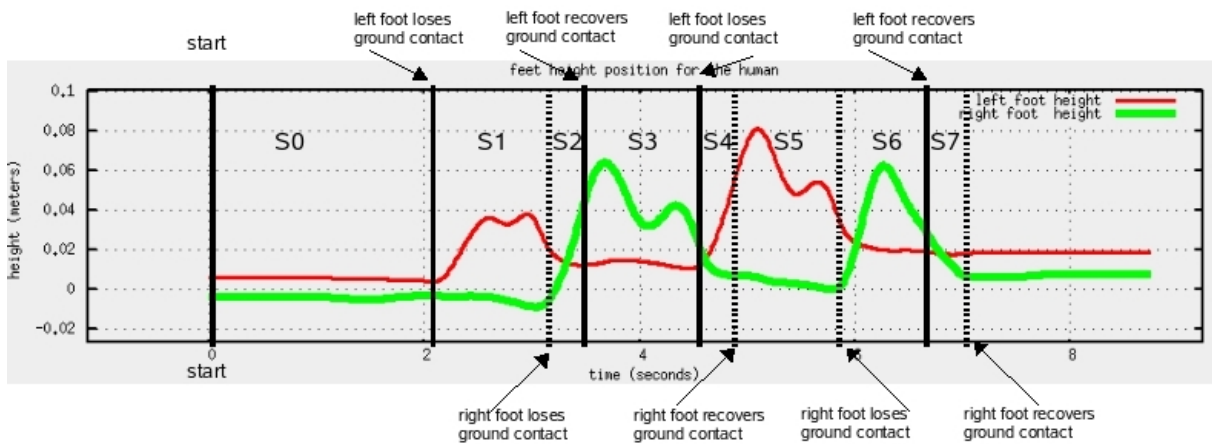 left foot loses
ground contact
left foot recovers
ground contact
left foot loses
ground contact
left foot recovers
ground contact
start
feet height position for the human
0.1
0.08
0.06
0.04
0.02
0
-0.02
height (meters)
left foot height
right foot height
S0
S1
S2
S3
S4
S5
S6
S7
0
2
4
6
8
time (seconds)
start
right foot loses
ground contact
right foot recovers
ground contact
right foot loses
ground contact
right foot recovers
ground contact